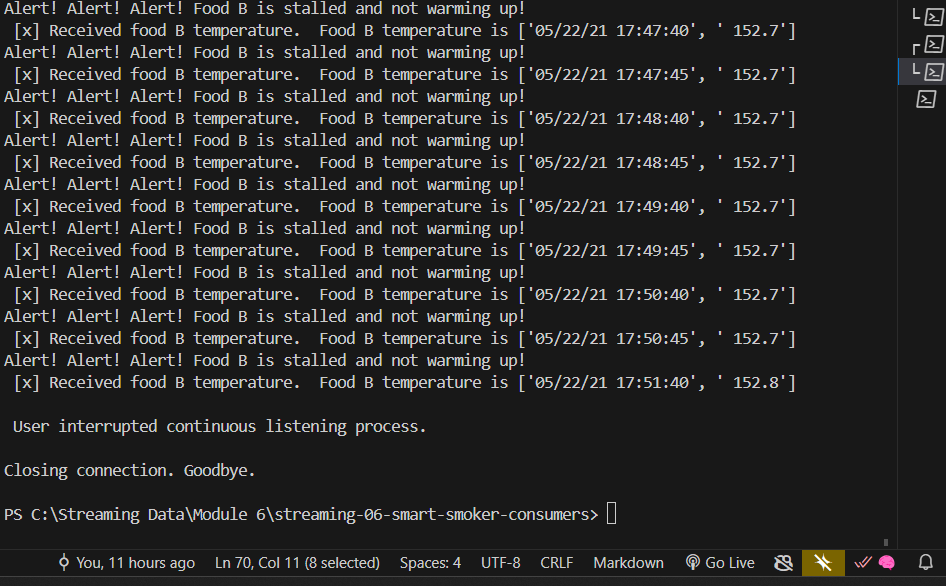 Alert! Alert! Alert! Food B is stalled and not warming up!
 [x] Received food B temperature.  Food B temperature is ['05/22/21 17:47:40', ' 152.7']
Alert! Alert! Alert! Food B is stalled and not warming up!
 [x] Received food B temperature.  Food B temperature is ['05/22/21 17:47:45', ' 152.7']
Alert! Alert! Alert! Food B is stalled and not warming up!
 [x] Received food B temperature.  Food B temperature is ['05/22/21 17:48:40', ' 152.7']
Alert! Alert! Alert! Food B is stalled and not warming up!
 [x] Received food B temperature.  Food B temperature is ['05/22/21 17:48:45', ' 152.7']
Alert! Alert! Alert! Food B is stalled and not warming up!
 [x] Received food B temperature.  Food B temperature is ['05/22/21 17:49:40', ' 152.7']
Alert! Alert! Alert! Food B is stalled and not warming up!
 [x] Received food B temperature.  Food B temperature is ['05/22/21 17:49:45', ' 152.7']
Alert! Alert! Alert! Food B is stalled and not warming up!
 [x] Received food B temperature.  Food B temperature is ['05/22/21 17:50:40', ' 152.7']
Alert! Alert! Alert! Food B is stalled and not warming up!
 [x] Received food B temperature.  Food B temperature is ['05/22/21 17:50:45', ' 152.7']
Alert! Alert! Alert! Food B is stalled and not warming up!
 [x] Received food B temperature.  Food B temperature is ['05/22/21 17:51:40', ' 152.8']
 User interrupted continuous listening process.
Closing connection. Goodbye.
PS C:\Streaming Data\Module 6\streaming-06-smart-smoker-consumers>
You, 11 hours ago Ln 70, Col 11 (8 selected) Spaces: 4 UTF-8 CRLF Markdown Go Live